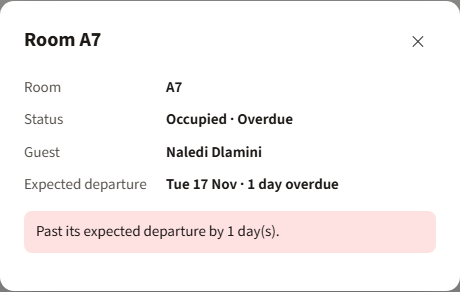 Room A7
Room A7
Status Occupied · Overdue
Guest Naledi Dlamini
Expected departure Tue 17 Nov · 1 day overdue
Past its expected departure by 1 day(s).